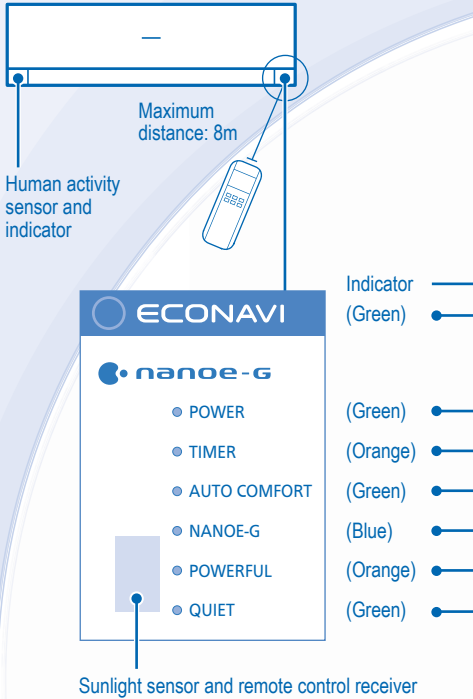 Maximum
distance: 8m
Human activity
sensor and
indicator
Indicator
ECONAVI (Green)
nanoe-G
POWER (Green)
TIMER (Orange)
AUTO COMFORT (Green)
NANOE-G (Blue)
POWERFUL (Orange)
QUIET (Green)
Sunlight sensor and remote control receiver